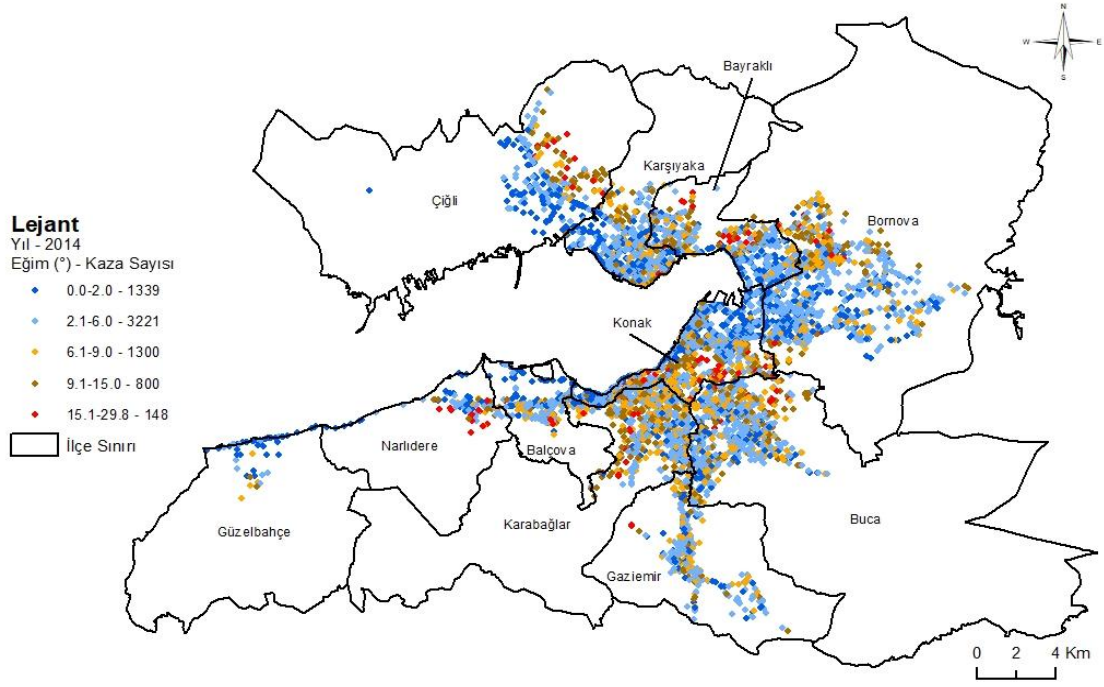 N
W E
S
Bayraklı
Karşıyaka
Çiğli
Bornova
Lejant
Yıl - 2014
Eğim (°) - Kaza Sayısı
0.0-2.0 - 1339
2.1-6.0 - 3221
6.1-9.0 - 1300
9.1-15.0 - 800
15.1-29.8 - 148
İlçe Sınırı
Konak
Narlıdere
Balçova
Güzelbahçe
Karabağlar
Buca
Gaziemir
0 2 4 Km